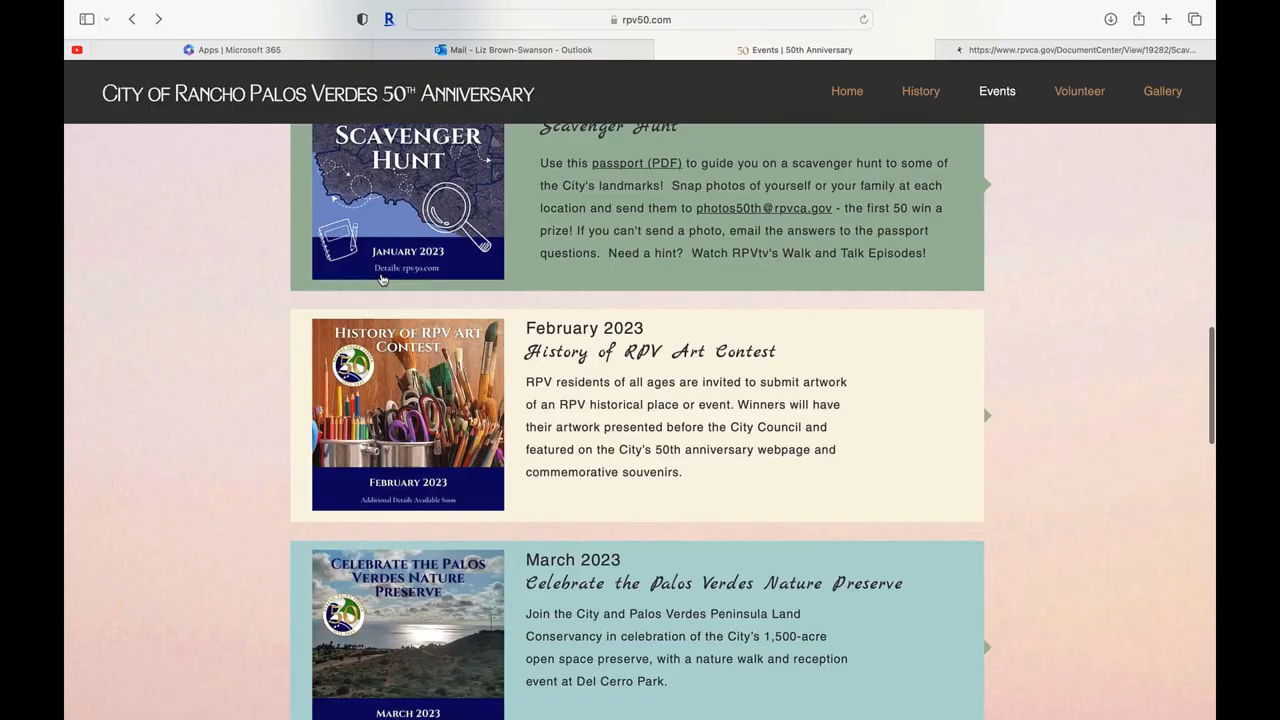 rpv50.com
Apps | Microsoft 365
Mail - Liz Brown-Swanson - Outlook
50 Events | 50th Anniversary
https://www.rpvca.gov/DocumentCenter/View/19282/Scav...
CITY OF RANCHO PALOS VERDES 50TH ANNIVERSARY
Home
History
Events
Volunteer
Gallery
SCAVENGER
HUNT
JANUARY 2023
Details: rpv50.com
Scavenger Hunt
Use this passport (PDF) to guide you on a scavenger hunt to some of
the City's landmarks! Snap photos of yourself or your family at each
location and send them to photos50th@rpvca.gov - the first 50 win a
prize! If you can't send a photo, email the answers to the passport
questions. Need a hint? Watch RPVtv's Walk and Talk Episodes!
HISTORY OF RPV ART
CONTEST
50
FEBRUARY 2023
Additional Details Available Soon
February 2023
History of RPV Art Contest
RPV residents of all ages are invited to submit artwork
of an RPV historical place or event. Winners will have
their artwork presented before the City Council and
featured on the City's 50th anniversary webpage and
commemorative souvenirs.
CELEBRATE THE PALOS
VERDES NATURE
PRESERVE
50
MARCH 2023
March 2023
Celebrate the Palos Verdes Nature Preserve
Join the City and Palos Verdes Peninsula Land
Conservancy in celebration of the City's 1,500-acre
open space preserve, with a nature walk and reception
event at Del Cerro Park.